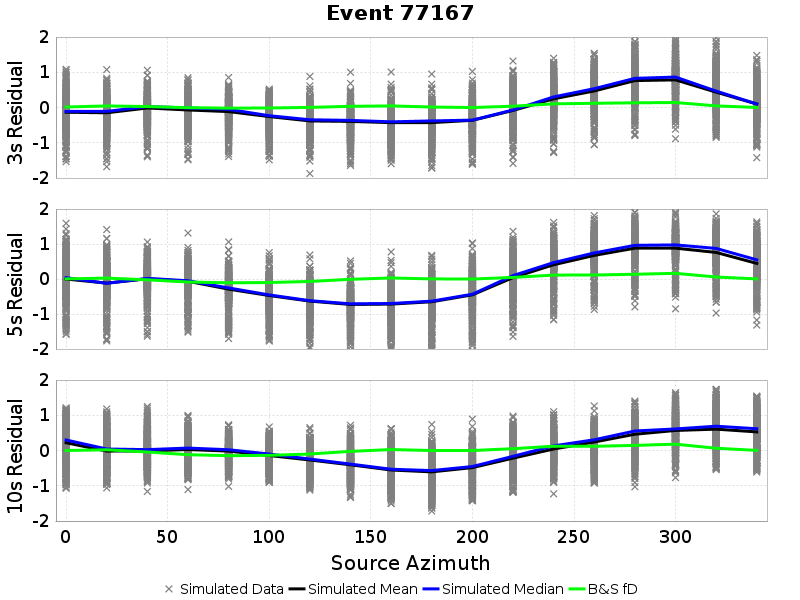 Event 77167
3s Residual
2
1
0
-1
-2
5s Residual
2
1
0
-1
-2
10s Residual
2
1
0
-1
-2
0 50 100 150 200 250 300
Source Azimuth
Simulated Data Simulated Mean Simulated Median B&S fD